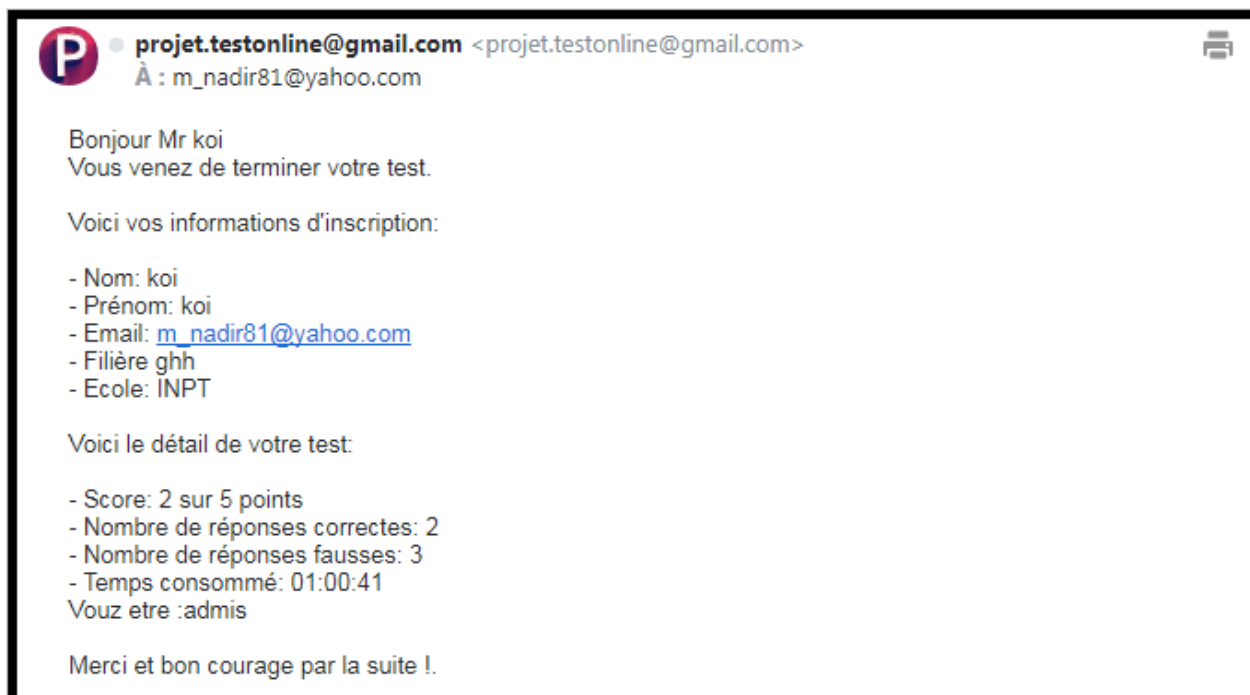 P
projet.testonline@gmail.com <projet.testonline@gmail.com>
À : m_nadir81@yahoo.com
Bonjour Mr koi
Vous venez de terminer votre test.
Voici vos informations d'inscription:
- Nom: koi
- Prénom: koi
- Email: m_nadir81@yahoo.com
- Filière ghh
- Ecole: INPT
Voici le détail de votre test:
- Score: 2 sur 5 points
- Nombre de réponses correctes: 2
- Nombre de réponses fausses: 3
- Temps consommé: 01:00:41
Vouz etre :admis
Merci et bon courage par la suite !.